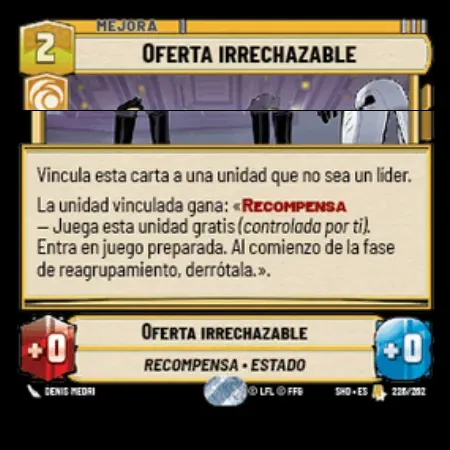 MEJORA
2
OFERTA IRRECHAZABLE
Vincula esta carta a una unidad que no sea un líder.
La unidad vinculada gana: «RECOMPENSA
– Juega esta unidad gratis (controlada por ti).
Entra en juego preparada. Al comienzo de la fase
de reagrupamiento, derrótala.».
+0
OFERTA IRRECHAZABLE
+0
RECOMPENSA • ESTADO
DENIS MEDRI
© LFL © FFG
SHD • ES
226/262